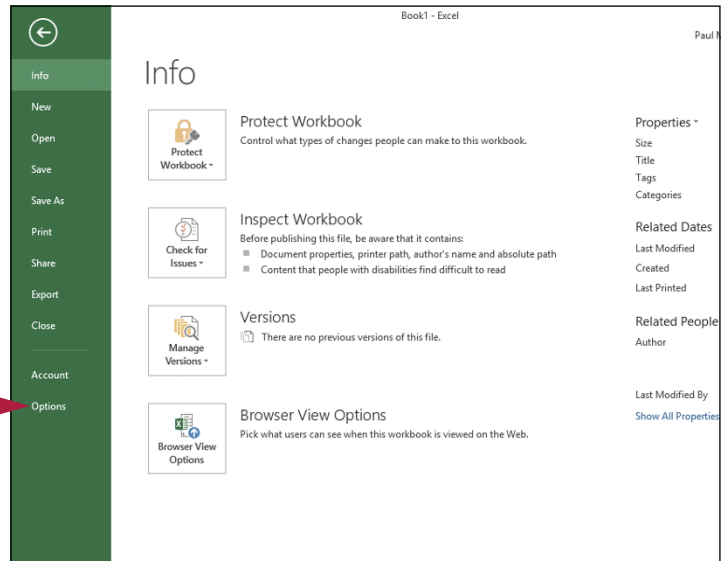 Book1 - Excel
Paul
Info
New
Open
Save
Save As
Print
Share
Export
Close
Account
Options
Info
Protect
Workbook
Protect Workbook
Control what types of changes people can make to this workbook.
Check for
Issues
Inspect Workbook
Before publishing this file, be aware that it contains:
Document properties, printer path, author's name and absolute path
Content that people with disabilities find difficult to read
Manage
Versions
Versions
There are no previous versions of this file.
Browser View
Options
Browser View Options
Pick what users can see when this workbook is viewed on the Web.
Properties
Size
Title
Tags
Categories
Related Dates
Last Modified
Created
Last Printed
Related People
Author
Last Modified By
Show All Properties